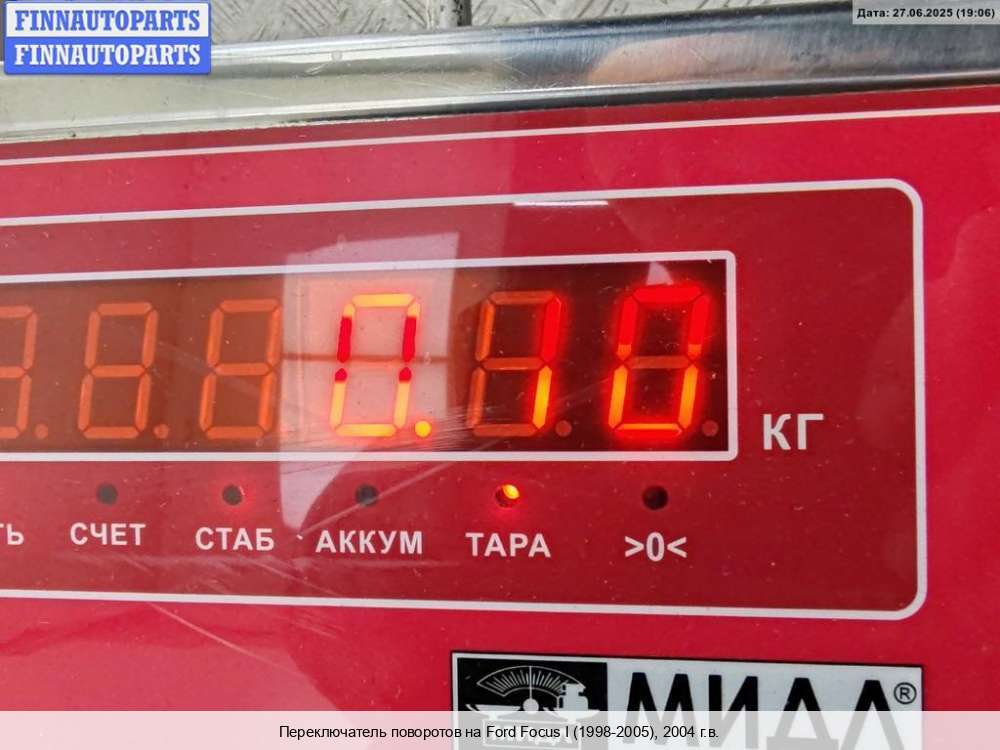 FINNAUTOPARTS
FINNAUTOPARTS
Дата: 27.06.2025 (19:06)
0.10
КГ
СЧЕТ СТАБ АККУМ ТАРА >0<
МИДЛ®
Переключатель поворотов на Ford Focus I (1998-2005), 2004 г.в.